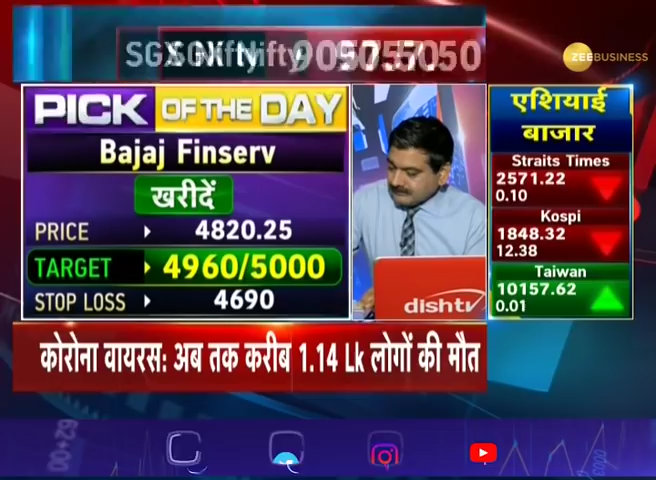 ZEEBUSINESS
PICK OF THE DAY
Bajaj Finserv
खरीदें
PRICE 4820.25
TARGET 4960/5000
STOP LOSS 4690
dishtv
एशियाई
बाजार
Straits Times
2571.22
0.10
Kospi
1848.32
12.38
Taiwan
10157.62
0.01
कोरोना वायरस: अब तक करीब 1.14 Lk लोगों की मौत